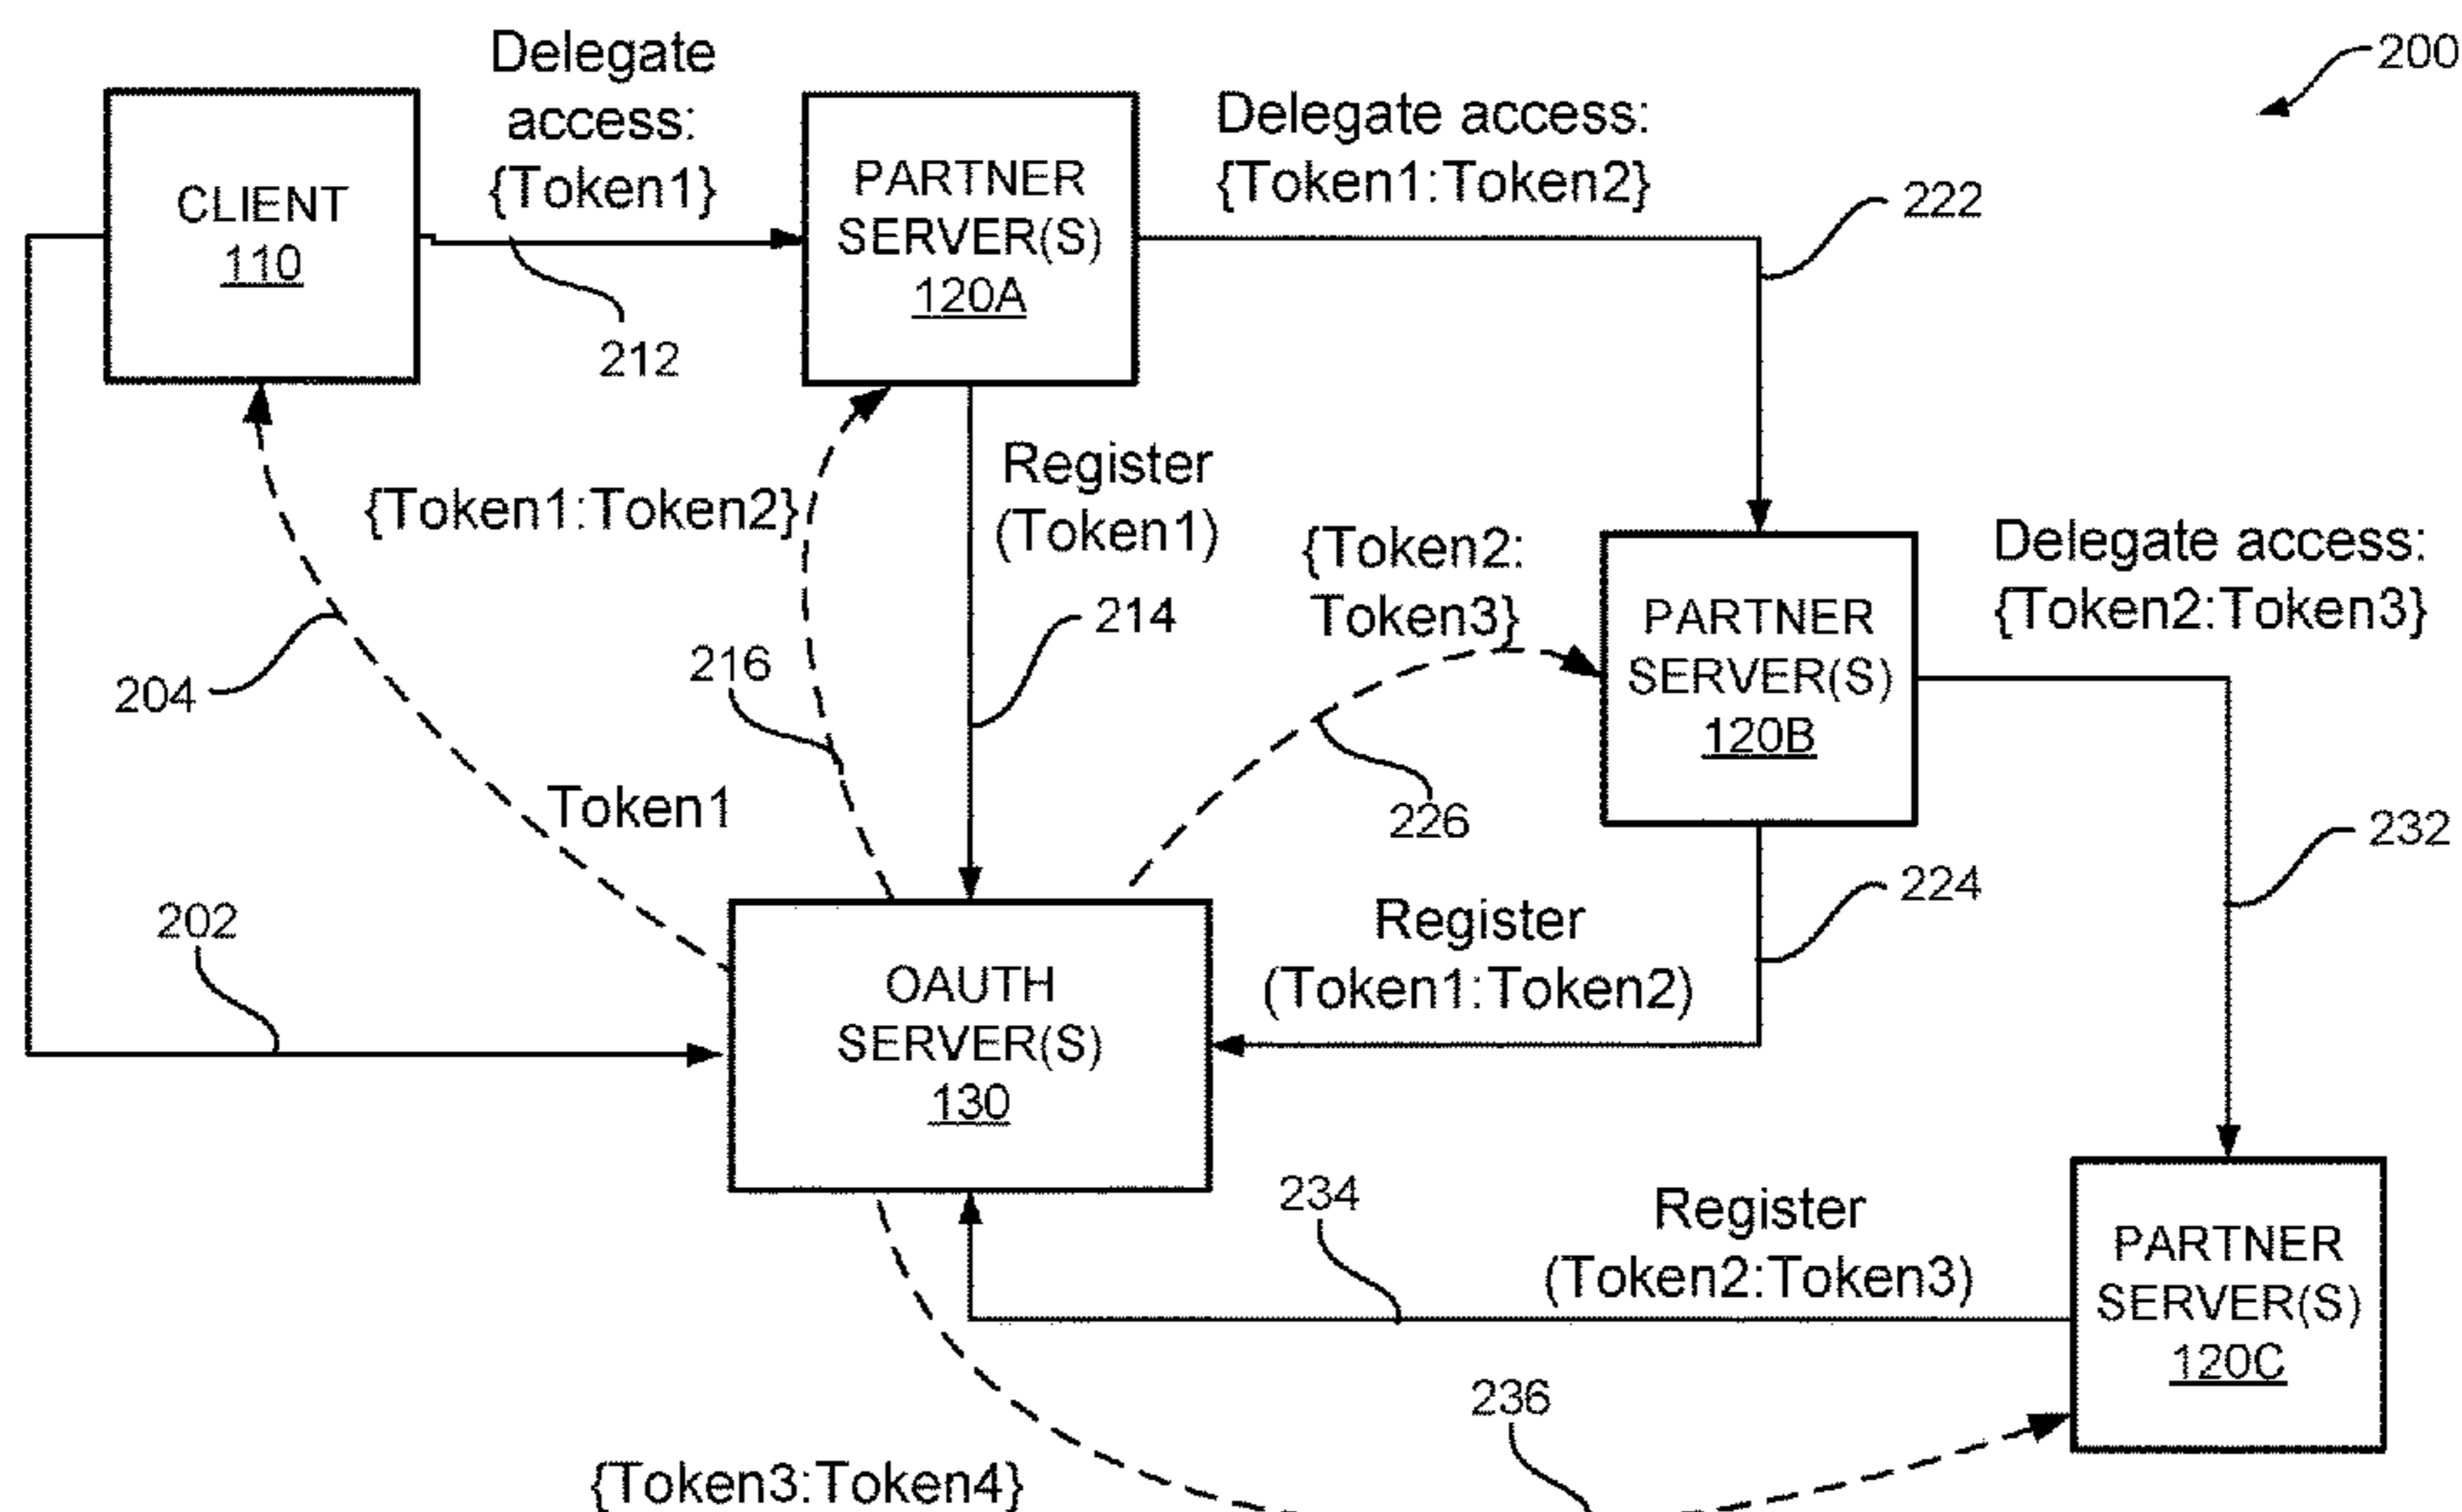 200
Delegate
access:
{Token1}
Delegate access:
{Token1:Token2}
CLIENT
110
PARTNER
SERVER(S)
120A
222
212
{Token1:Token2}
Register
(Token1)
{Token2:
Token3}
Delegate access:
{Token2:Token3}
PARTNER
SERVER(S)
120B
214
216
204
226
Token1
232
224
202
Register
(Token1:Token2)
OAUTH
SERVER(S)
130
234
Register
(Token2:Token3)
PARTNER
SERVER(S)
120C
236
{Token3:Token4}